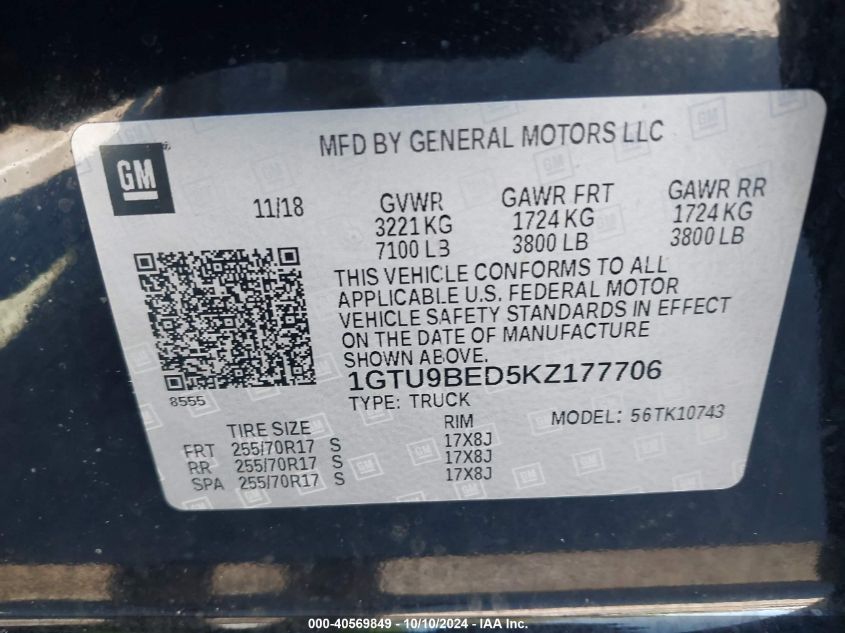 MFD BY GENERAL MOTORS LLC
GM
11/18
GVWR
3221 KG
7100 LB
GAWR FRT
1724 KG
3800 LB
GAWR RR
1724 KG
3800 LB
THIS VEHICLE CONFORMS TO ALL
APPLICABLE U.S. FEDERAL MOTOR
VEHICLE SAFETY STANDARDS IN EFFECT
ON THE DATE OF MANUFACTURE
SHOWN ABOVE.
1GTU9BED5KZ177706
8555
TYPE: TRUCK
MODEL: 56TK10743
TIRE SIZE RIM
FRT 255/70R17 S 17X8J
RR 255/70R17 S 17X8J
SPA 255/70R17 S 17X8J
000-40569849 - 10/10/2024 - IAA Inc.